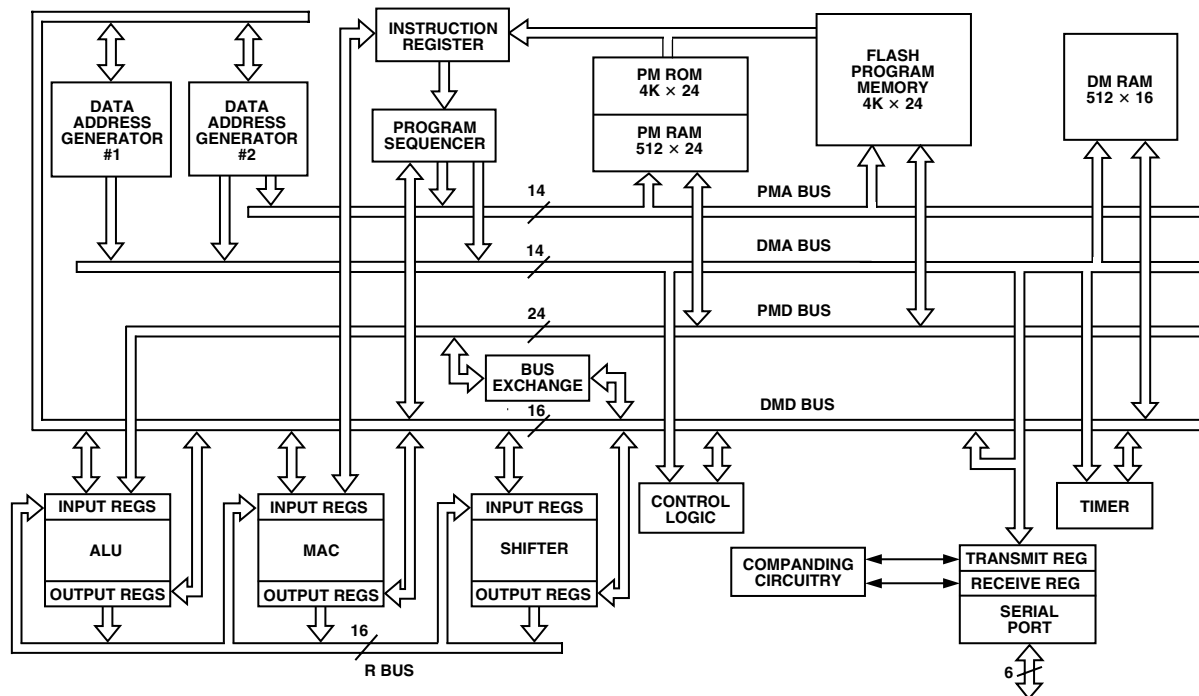 INSTRUCTION
REGISTER
FLASH
PROGRAM
MEMORY
4K × 24
PM ROM
4K × 24
DM RAM
512 × 16
DATA
ADDRESS
GENERATOR
#1
DATA
ADDRESS
GENERATOR
#2
PROGRAM
SEQUENCER
PM RAM
512 × 24
14
PMA BUS
14
DMA BUS
24
PMD BUS
BUS
EXCHANGE
16
DMD BUS
INPUT REGS
ALU
OUTPUT REGS
INPUT REGS
MAC
OUTPUT REGS
INPUT REGS
SHIFTER
OUTPUT REGS
CONTROL
LOGIC
TIMER
COMPANDING
CIRCUITRY
TRANSMIT REG
RECEIVE REG
SERIAL
PORT
16
R BUS
6